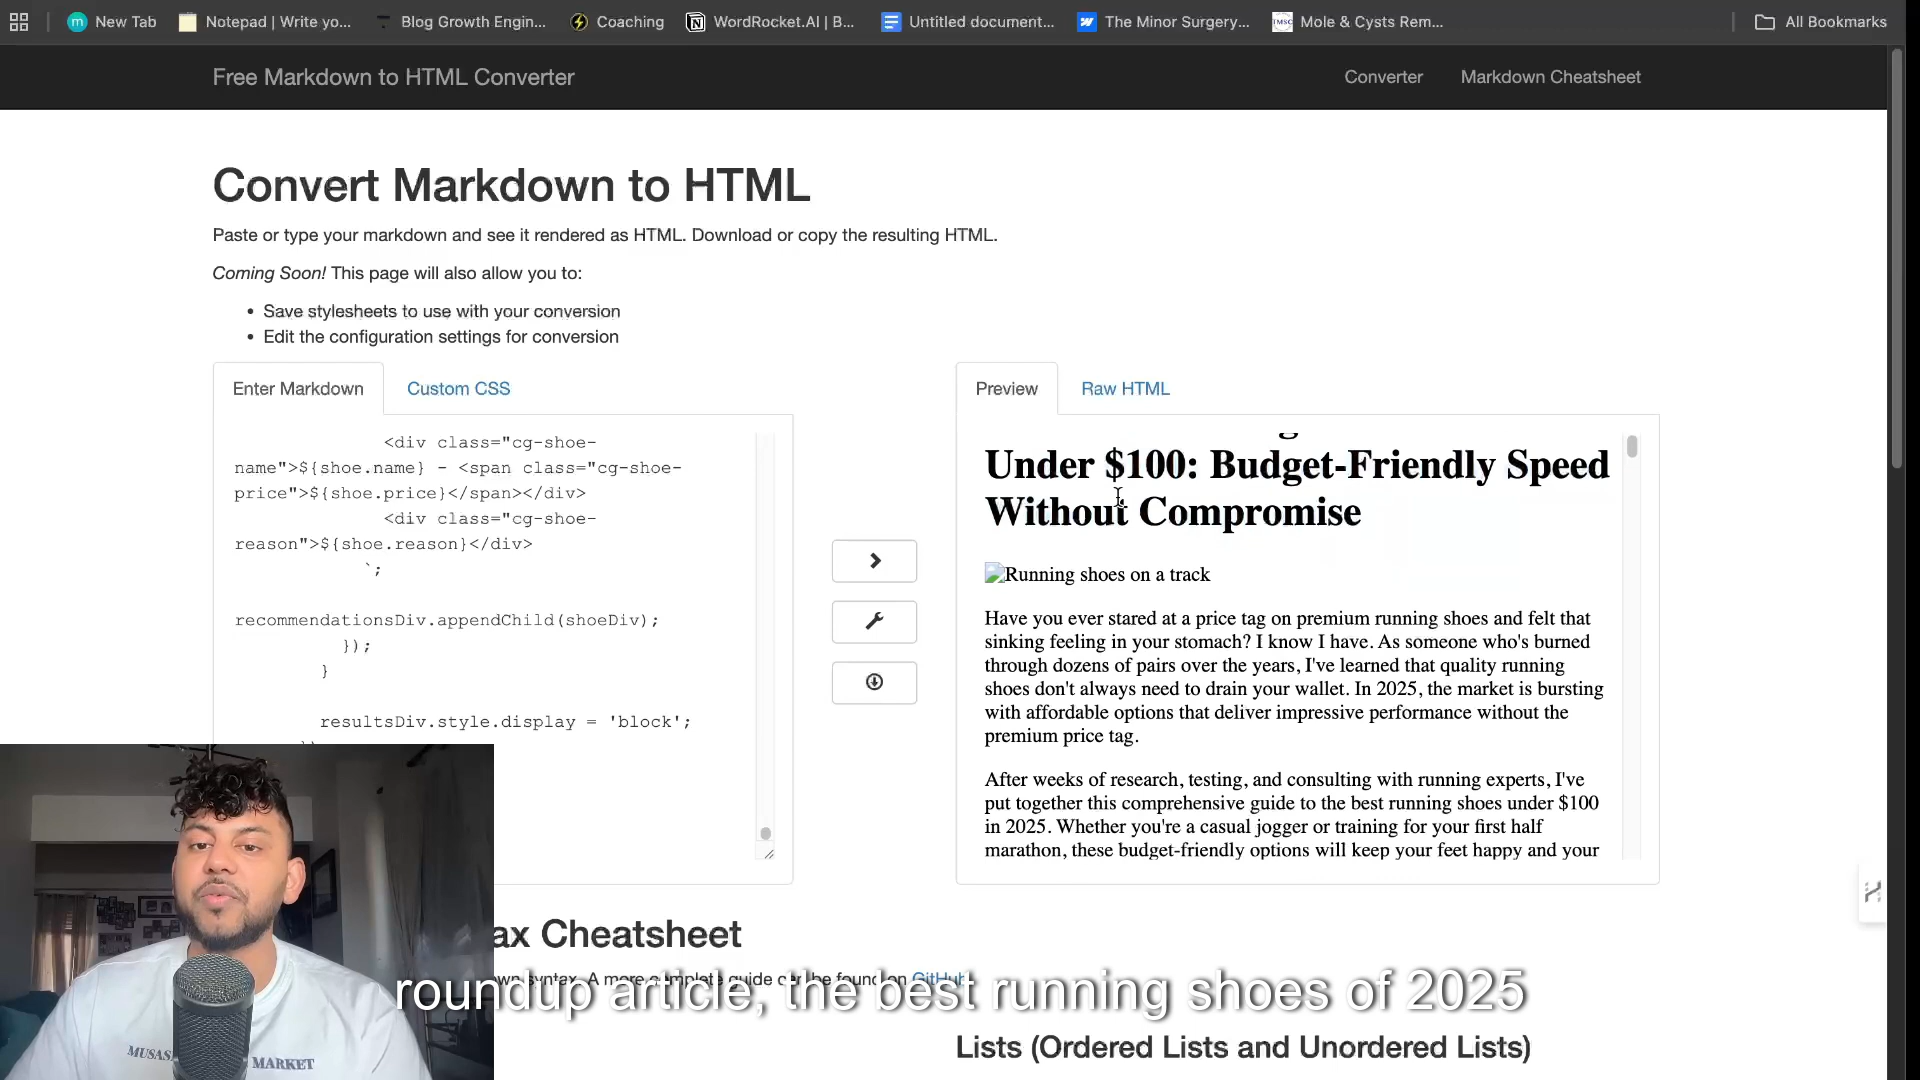 New Tab
Notepad | Write yo...
Blog Growth Engin...
Coaching
WordRocket.AI | B...
Untitled document...
The Minor Surgery...
Mole & Cysts Rem...
All Bookmarks
Free Markdown to HTML Converter
Converter
Markdown Cheatsheet
Convert Markdown to HTML
Paste or type your markdown and see it rendered as HTML. Download or copy the resulting HTML.
Coming Soon! This page will also allow you to:
• Save stylesheets to use with your conversion
• Edit the configuration settings for conversion
Enter Markdown
Custom CSS
<div class="cg-shoe-
name">${shoe.name} - <span class="cg-shoe-
price">${shoe.price}</span></div>
<div class="cg-shoe-
reason">${shoe.reason}</div>
`;
recommendationsDiv.appendChild(shoeDiv);
});
}
resultsDiv.style.display = 'block';
Preview
Raw HTML
Under $100: Budget-Friendly Speed
Without Compromise
Running shoes on a track
Have you ever stared at a price tag on premium running shoes and felt that
sinking feeling in your stomach? I know I have. As someone who's burned
through dozens of pairs over the years, I've learned that quality running
shoes don't always need to drain your wallet. In 2025, the market is bursting
with affordable options that deliver impressive performance without the
premium price tag.
After weeks of research, testing, and consulting with running experts, I've
put together this comprehensive guide to the best running shoes under $100
in 2025. Whether you're a casual jogger or training for your first half
marathon, these budget-friendly options will keep your feet happy and your
ax Cheatsheet
syntax. A more complete guide can be found on GitHub
roundup article, the best running shoes of 2025
Lists (Ordered Lists and Unordered Lists)
MARKET